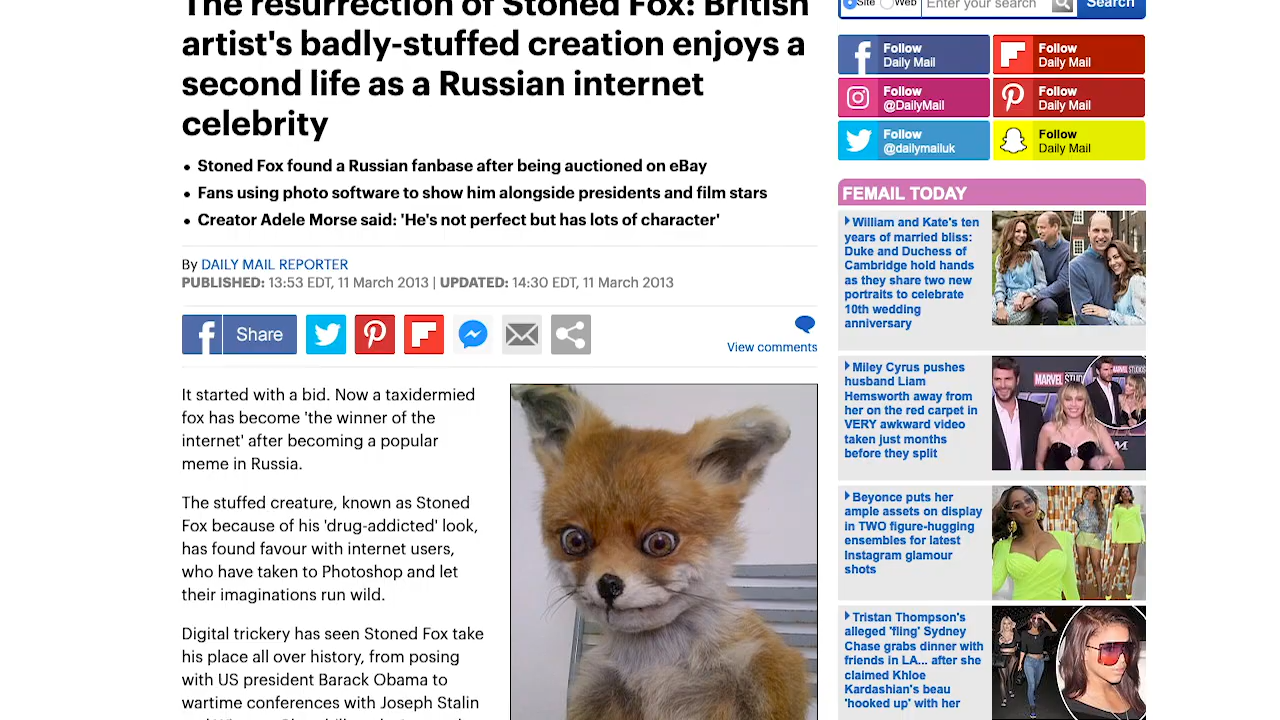 The resurrection of Stoned Fox: British
artist's badly-stuffed creation enjoys a
second life as a Russian internet
celebrity
• Stoned Fox found a Russian fanbase after being auctioned on eBay
• Fans using photo software to show him alongside presidents and film stars
• Creator Adele Morse said: 'He's not perfect but has lots of character'
By DAILY MAIL REPORTER
PUBLISHED: 13:53 EDT, 11 March 2013 | UPDATED: 14:30 EDT, 11 March 2013
Share
View comments
It started with a bid. Now a taxidermied
fox has become 'the winner of the
internet' after becoming a popular
meme in Russia.
The stuffed creature, known as Stoned
Fox because of his 'drug-addicted' look,
has found favour with internet users,
who have taken to Photoshop and let
their imaginations run wild.
Digital trickery has seen Stoned Fox take
his place all over history, from posing
with US president Barack Obama to
wartime conferences with Joseph Stalin
Site Web Enter your search Search
Follow
Daily Mail
Follow
Daily Mail
Follow
@DailyMail
Follow
Daily Mail
Follow
@dailymailuk
Follow
Daily Mail
FEMAIL TODAY
William and Kate's ten
years of married bliss:
Duke and Duchess of
Cambridge hold hands
as they share two new
portraits to celebrate
10th wedding
anniversary
Miley Cyrus pushes
husband Liam
Hemsworth away from
her on the red carpet in
VERY awkward video
taken just months
before they split
MARVEL STUDIOS
Beyonce puts her
ample assets on display
in TWO figure-hugging
ensembles for latest
Instagram glamour
shots
Tristan Thompson's
alleged 'fling' Sydney
Chase grabs dinner with
friends in LA... after she
claimed Khloe
Kardashian's beau
'hooked up' with her